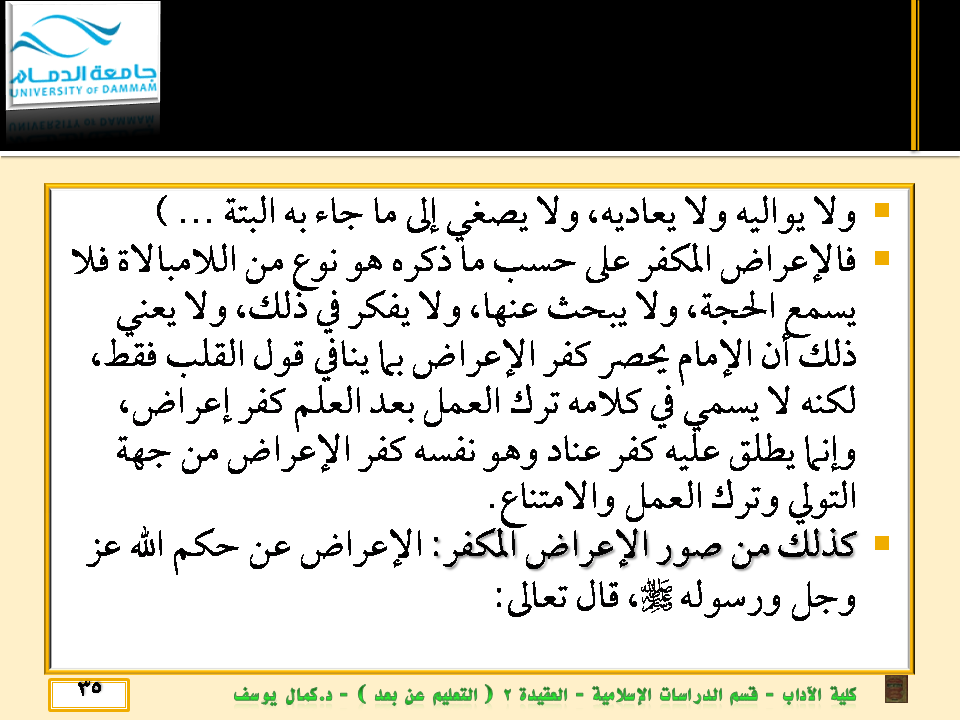 جامعة الدمام
UNIVERSITY OF DAMMAM
ولا يواليه ولا يعاديه، ولا يصغي إلى ما جاء به البتة ... )
فالإعراض المكفر على حسب ما ذكره هو نوع من اللامبالاة فلا
يسمع الحجة، ولا يبحث عنها، ولا يفكر في ذلك، ولا يعني
ذلك أن الإمام يحصر كفر الإعراض بما ينافي قول القلب فقط،
لكنه لا يسمي في كلامه ترك العمل بعد العلم كفر إعراض،
وإنما يطلق عليه كفر عناد وهو نفسه كفر الإعراض من جهة
التولي وترك العمل والامتناع.
كذلك من صور الإعراض المكفر: الإعراض عن حكم الله عز
وجل ورسوله ﷺ، قال تعالى:
كلية الآداب - قسم الدراسات الإسلامية - العقيدة ٢ ( التعليم عن بعد ) - د.كمال يوسف
٣٥